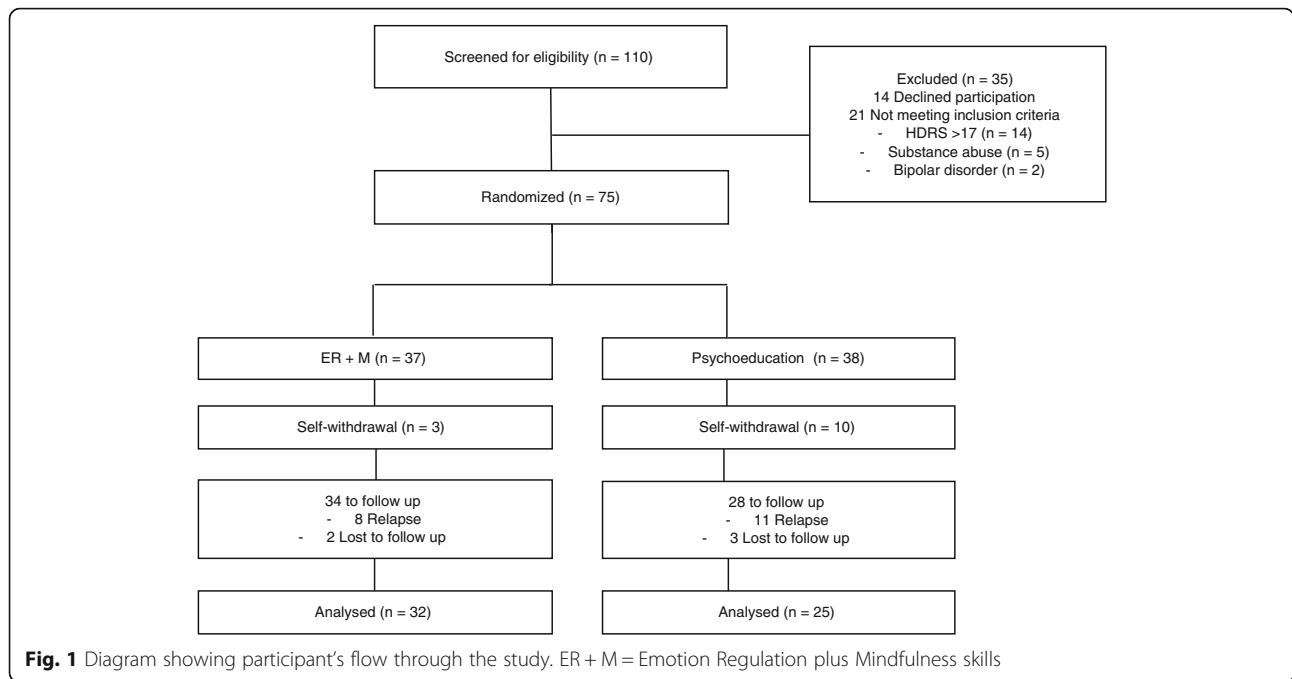 Screened for eligibility (n = 110)
Excluded (n = 35)
14 Declined participation
21 Not meeting inclusion criteria
- HDRS >17 (n = 14)
- Substance abuse (n = 5)
- Bipolar disorder (n = 2)
Randomized (n = 75)
ER + M (n = 37)
Psychoeducation (n = 38)
Self-withdrawal (n = 3)
Self-withdrawal (n = 10)
34 to follow up
- 8 Relapse
- 2 Lost to follow up
28 to follow up
- 11 Relapse
- 3 Lost to follow up
Analysed (n = 32)
Analysed (n = 25)
Fig. 1 Diagram showing participant's flow through the study. ER + M = Emotion Regulation plus Mindfulness skills